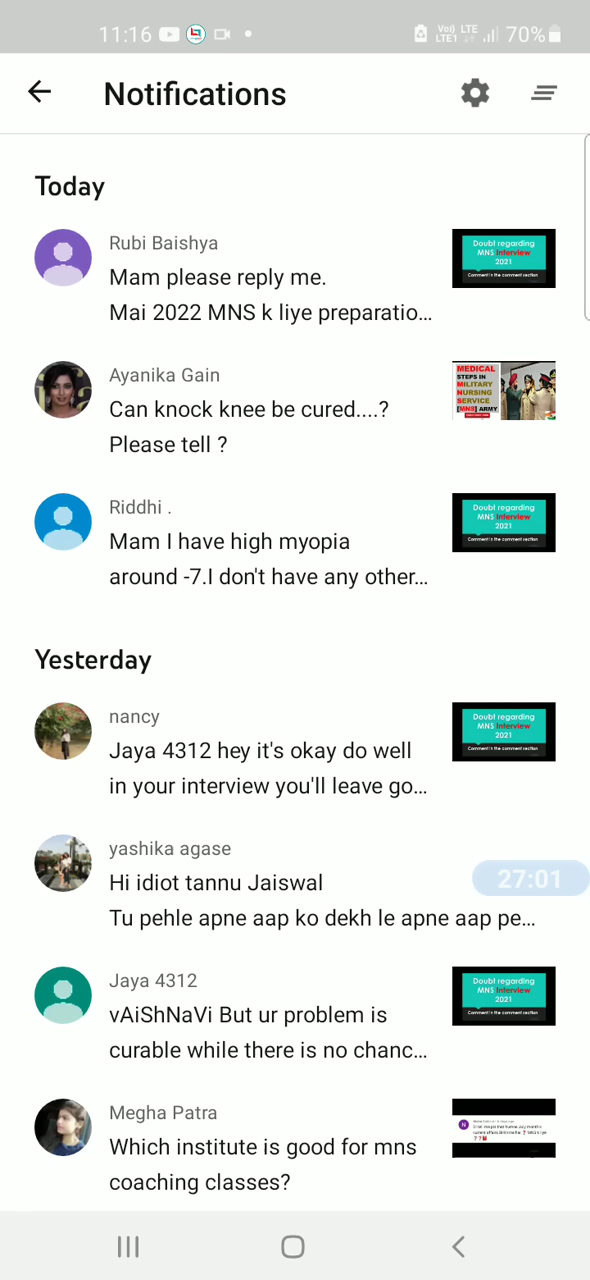 11:16
Vo) LTE
LTE1
70%
Notifications
Today
Rubi Baishya
Mam please reply me.
Mai 2022 MNS k liye preparatio...
Doubt regarding
MNS Interview
2021
Comment in the comment section
Ayanika Gain
Can knock knee be cured....?
Please tell ?
MEDICAL
STEPS IN
MILITARY
NURSING
SERVICE
[MNS] ARMY
Riddhi .
Mam I have high myopia
around -7.I don't have any other...
Doubt regarding
MNS Interview
2021
Comment in the comment section
Yesterday
nancy
Jaya 4312 hey it's okay do well
in your interview you'll leave go...
Doubt regarding
MNS Interview
2021
Comment in the comment section
yashika agase
Hi idiot tannu Jaiswal
Tu pehle apne aap ko dekh le apne aap pe...
27:01
Jaya 4312
vAiShNaVi But ur problem is
curable while there is no chanc...
Doubt regarding
MNS Interview
2021
Comment in the comment section
Megha Patra
Which institute is good for mns
coaching classes?
N